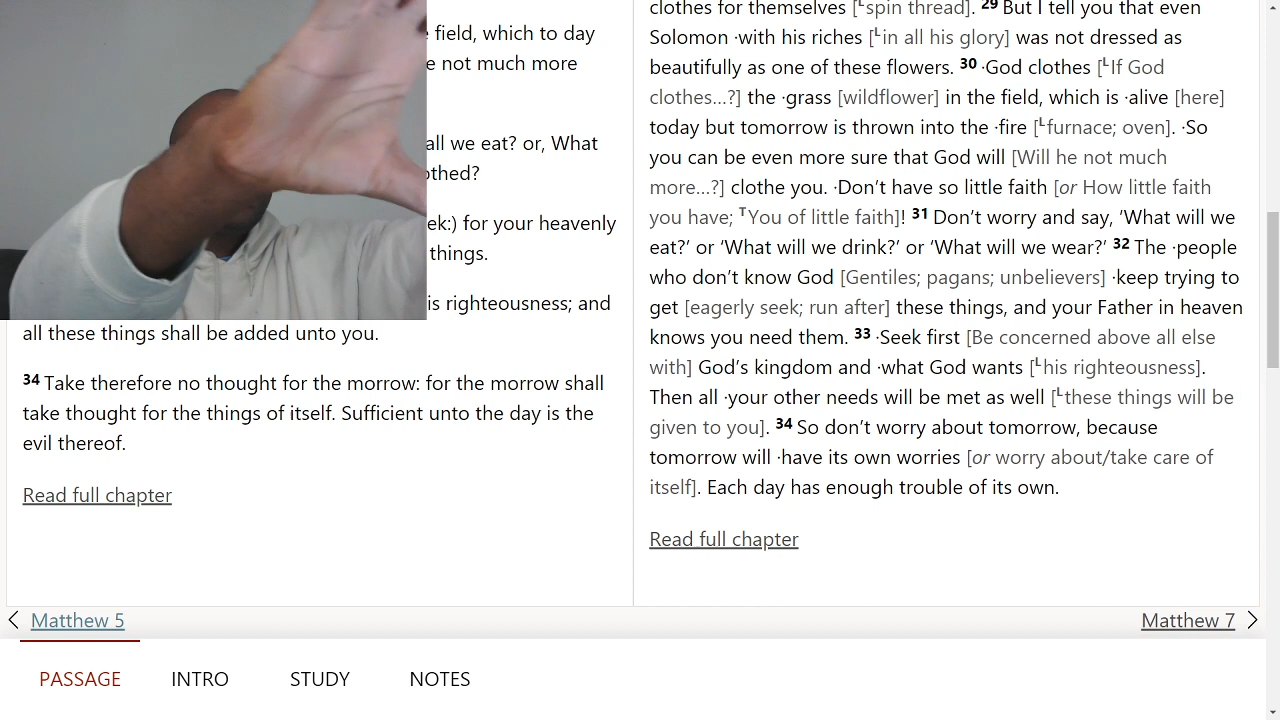 field, which to day
not much more
all we eat? or, What
othed?
ek:) for your heavenly
things.
is righteousness; and
all these things shall be added unto you.
34 Take therefore no thought for the morrow: for the morrow shall
take thought for the things of itself. Sufficient unto the day is the
evil thereof.
Read full chapter
clothes for themselves [Lspin thread]. 29 But I tell you that even
Solomon ·with his riches [Lin all his glory] was not dressed as
beautifully as one of these flowers. 30 ·God clothes [LIf God
clothes…?] the ·grass [wildflower] in the field, which is ·alive [here]
today but tomorrow is thrown into the ·fire [Lfurnace; oven]. ·So
you can be even more sure that God will [Will he not much
more…?] clothe you. ·Don’t have so little faith [or How little faith
you have; TYou of little faith]! 31 Don’t worry and say, ‘What will we
eat?’ or ‘What will we drink?’ or ‘What will we wear?’ 32 The ·people
who don’t know God [Gentiles; pagans; unbelievers] ·keep trying to
get [eagerly seek; run after] these things, and your Father in heaven
knows you need them. 33 ·Seek first [Be concerned above all else
with] God’s kingdom and ·what God wants [Lhis righteousness].
Then all ·your other needs will be met as well [Lthese things will be
given to you]. 34 So don’t worry about tomorrow, because
tomorrow will ·have its own worries [or worry about/take care of
itself]. Each day has enough trouble of its own.
Read full chapter
Matthew 5
Matthew 7
PASSAGE INTRO STUDY NOTES